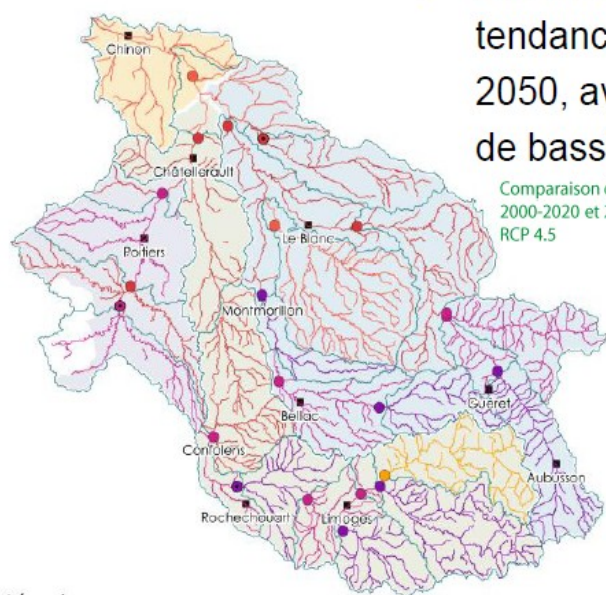 tendanc
2050, av
de bass
Comparaison
2000-2020 et
RCP 4.5
Chinon
Châtellerault
Poitiers
Le Blanc
Montmorillon
Bellac
Guéret
Confolens
Aubusson
Rochechouart
Limoges